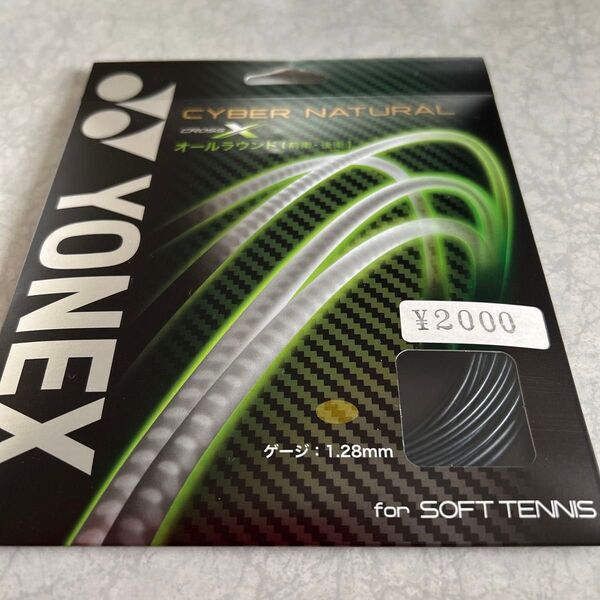 YONEX
CYBER NATURAL
CROSS X
オールラウンド [ 前衛・後衛 ]
¥2000
ゲージ：1.28mm
for SOFT TENNIS